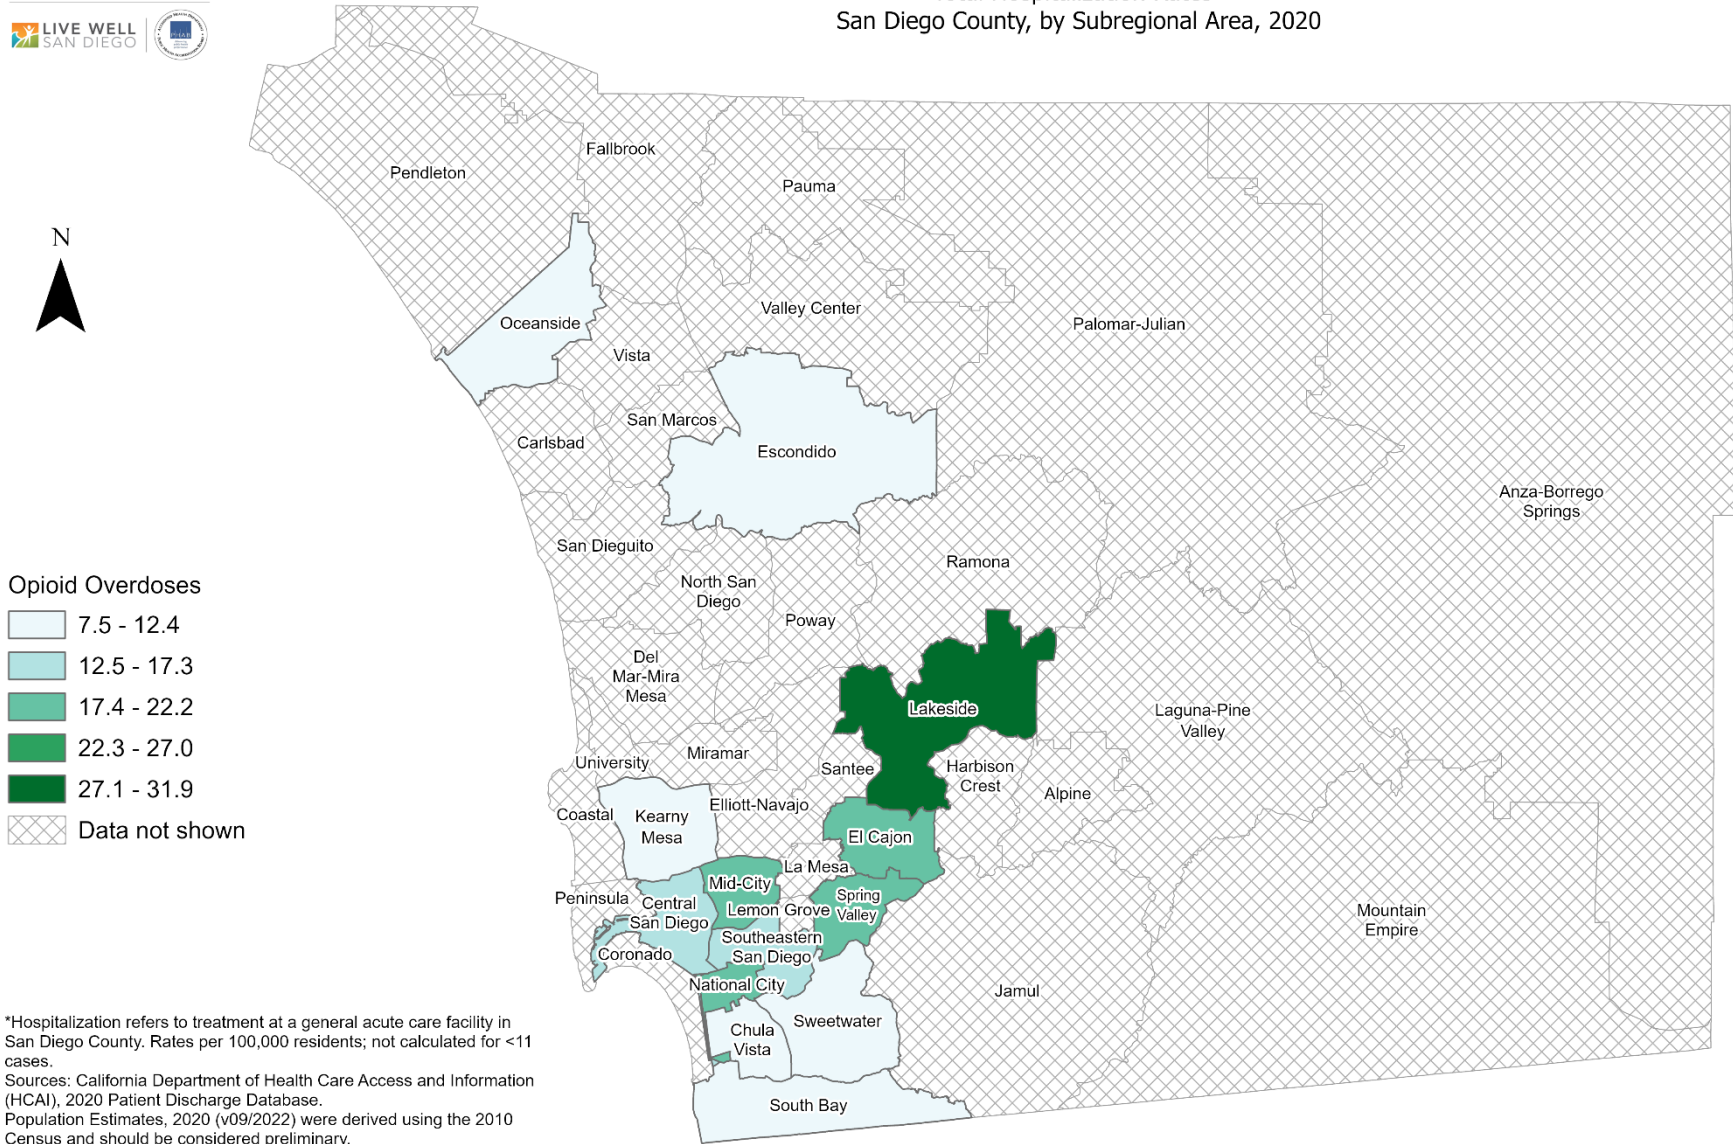 LIVE WELL
SAN DIEGO
PHAB
San Diego County, by Subregional Area, 2020
N
Fallbrook
Pendleton
Pauma
Oceanside
Valley Center
Palomar-Julian
Vista
San Marcos
Carlsbad
Escondido
Anza-Borrego
Springs
San Dieguito
Ramona
North San
Diego
Poway
Del
Mar-Mira
Mesa
Lakeside
Laguna-Pine
Valley
Miramar
University
Santee
Harbison
Crest
Alpine
Elliott-Navajo
Coastal
Kearny
Mesa
El Cajon
La Mesa
Mid-City
Peninsula
Central
San Diego
Lemon Grove
Spring
Valley
Mountain
Empire
Southeastern
San Diego
Coronado
National City
Jamul
Sweetwater
Chula
Vista
South Bay
Opioid Overdoses
7.5 - 12.4
12.5 - 17.3
17.4 - 22.2
22.3 - 27.0
27.1 - 31.9
Data not shown
*Hospitalization refers to treatment at a general acute care facility in
San Diego County. Rates per 100,000 residents; not calculated for <11
cases.
Sources: California Department of Health Care Access and Information
(HCAI), 2020 Patient Discharge Database.
Population Estimates, 2020 (v09/2022) were derived using the 2010
Census and should be considered preliminary.